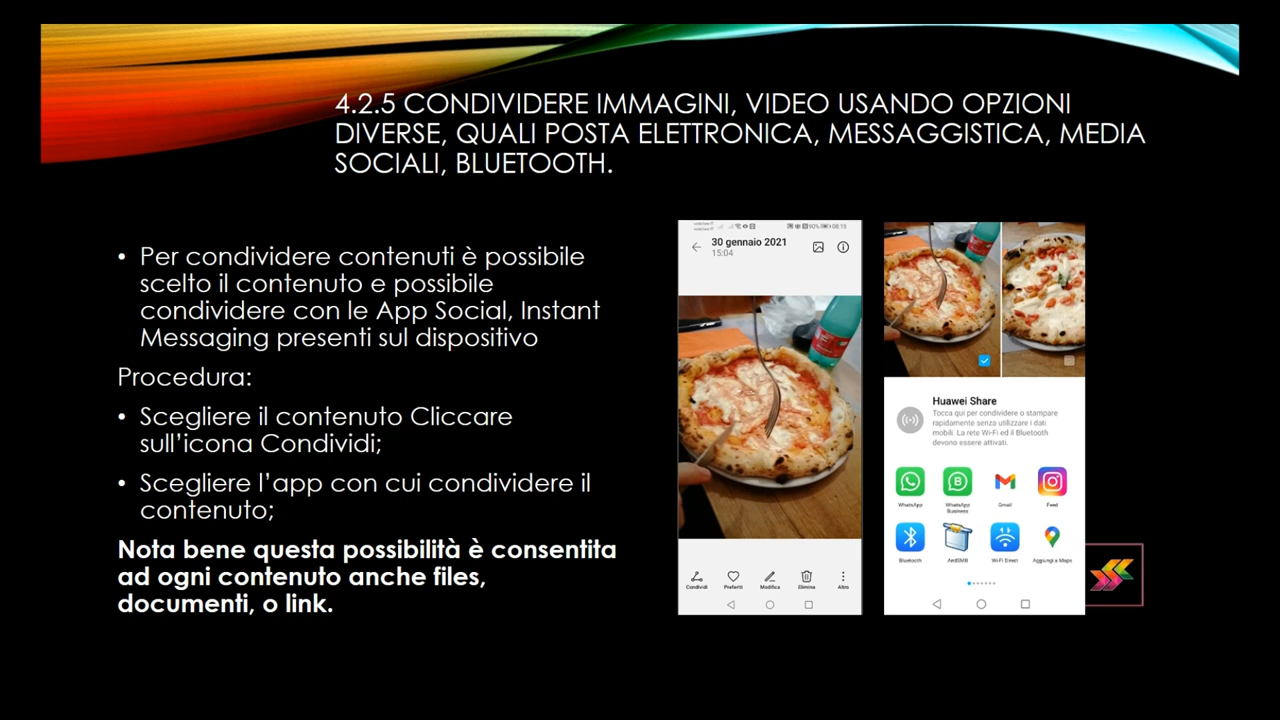 4.2.5 CONDIVIDERE IMMAGINI, VIDEO USANDO OPZIONI
DIVERSE, QUALI POSTA ELETTRONICA, MESSAGGISTICA, MEDIA
SOCIALI, BLUETOOTH.
• Per condividere contenuti è possibile
scelto il contenuto e possibile
condividere con le App Social, Instant
Messaging presenti sul dispositivo
Procedura:
• Scegliere il contenuto Cliccare
sull'icona Condividi;
• Scegliere l'app con cui condividere il
contenuto;
Nota bene questa possibilità è consentita
ad ogni contenuto anche files,
documenti, o link.
08:15
30 gennaio 2021
15:04
Condividi Preferiti Modifica Elimina Altro
Huawei Share
Tocca qui per condividere o stampare
rapidamente senza utilizzare i dati
mobili. La rete Wi-Fi ed il Bluetooth
devono essere attivati.
WhatsApp WhatsApp Business Gmail Feed
Bluetooth AndSMB Wi-Fi Direct Aggiungi a Maps